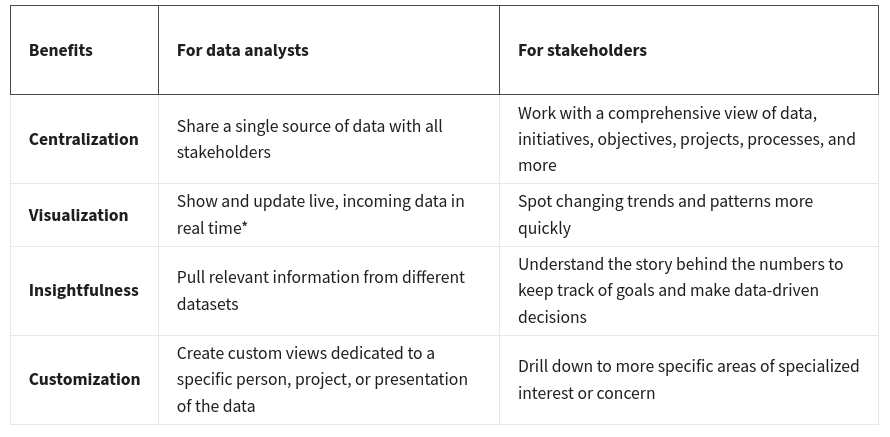 Benefits
For data analysts
For stakeholders
Centralization
Share a single source of data with all
stakeholders
Work with a comprehensive view of data,
initiatives, objectives, projects, processes, and
more
Visualization
Show and update live, incoming data in
real time*
Spot changing trends and patterns more
quickly
Insightfulness
Pull relevant information from different
datasets
Understand the story behind the numbers to
keep track of goals and make data-driven
decisions
Customization
Create custom views dedicated to a
specific person, project, or presentation
of the data
Drill down to more specific areas of specialized
interest or concern